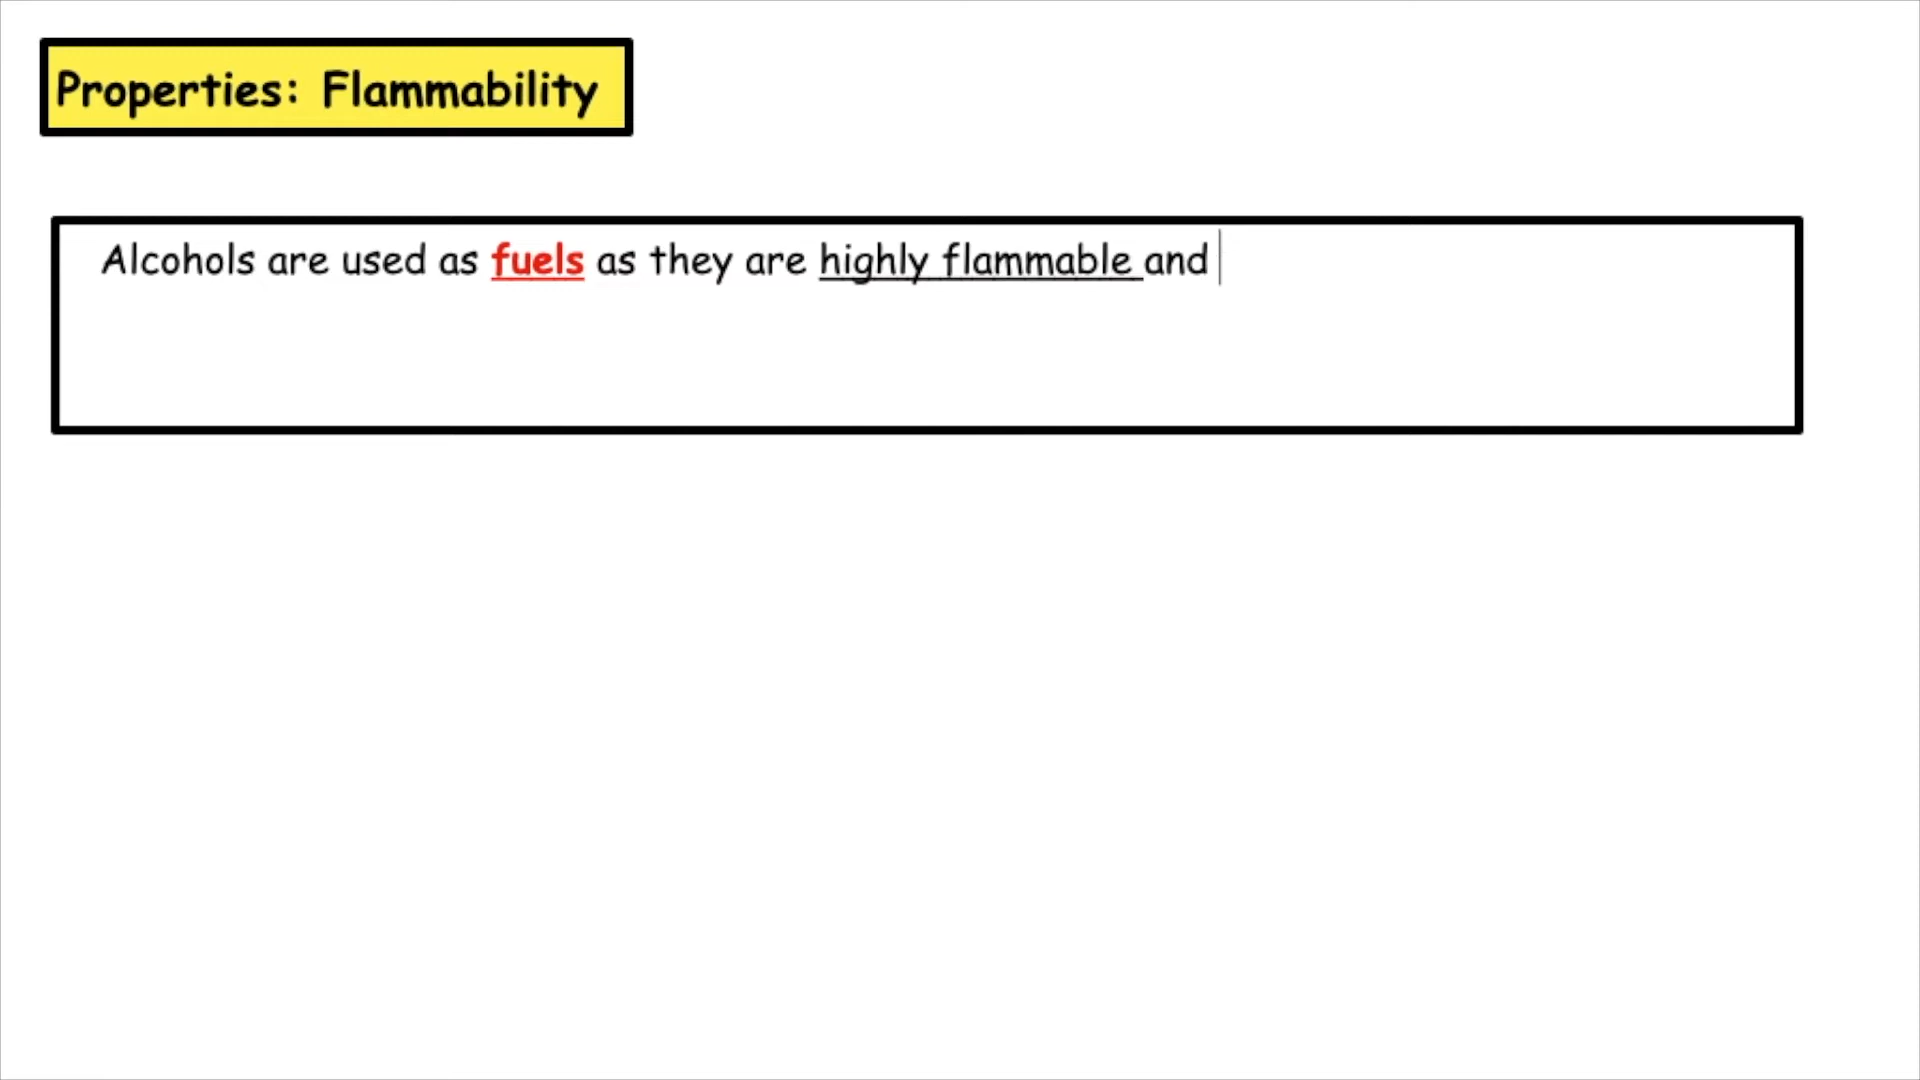 Properties: Flammability
Alcohols are used as fuels as they are highly flammable and